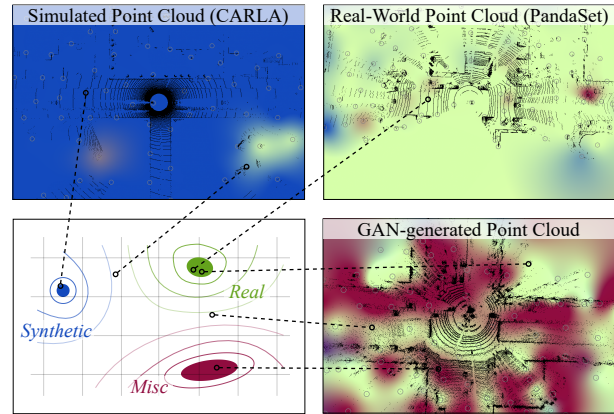 Simulated Point Cloud (CARLA)
Real-World Point Cloud (PandaSet)
GAN-generated Point Cloud
Real
Synthetic
Misc